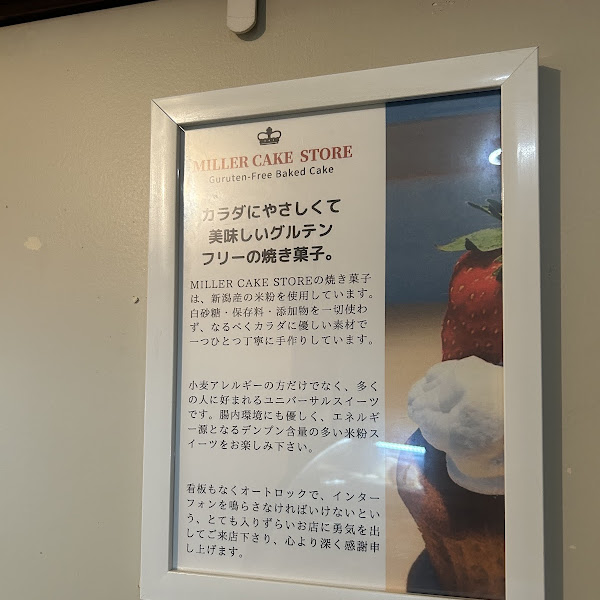 MILLER CAKE STORE
Guruten-Free Baked Cake
カラダにやさしくて
美味しいグルテン
フリーの焼き菓子。
MILLER CAKE STOREの焼き菓子
は、新潟産の米粉を使用しています。
白砂糖・保存料・添加物を一切使わ
ず、なるべくカラダに優しい素材で
一つひとつ丁寧に手作りしています。
小麦アレルギーの方だけでなく、多く
の人に好まれるユニバーサルスイーツ
です。腸内環境にも優しく、エネルギ
ー源となるデンプン含量の多い米粉ス
イーツをお楽しみ下さい。
看板もなくオートロックで、インター
フォンを鳴らさなければいけないとい
う、とても入りずらいお店に勇気を出
してご来店下さり、心より深く感謝申
し上げます。